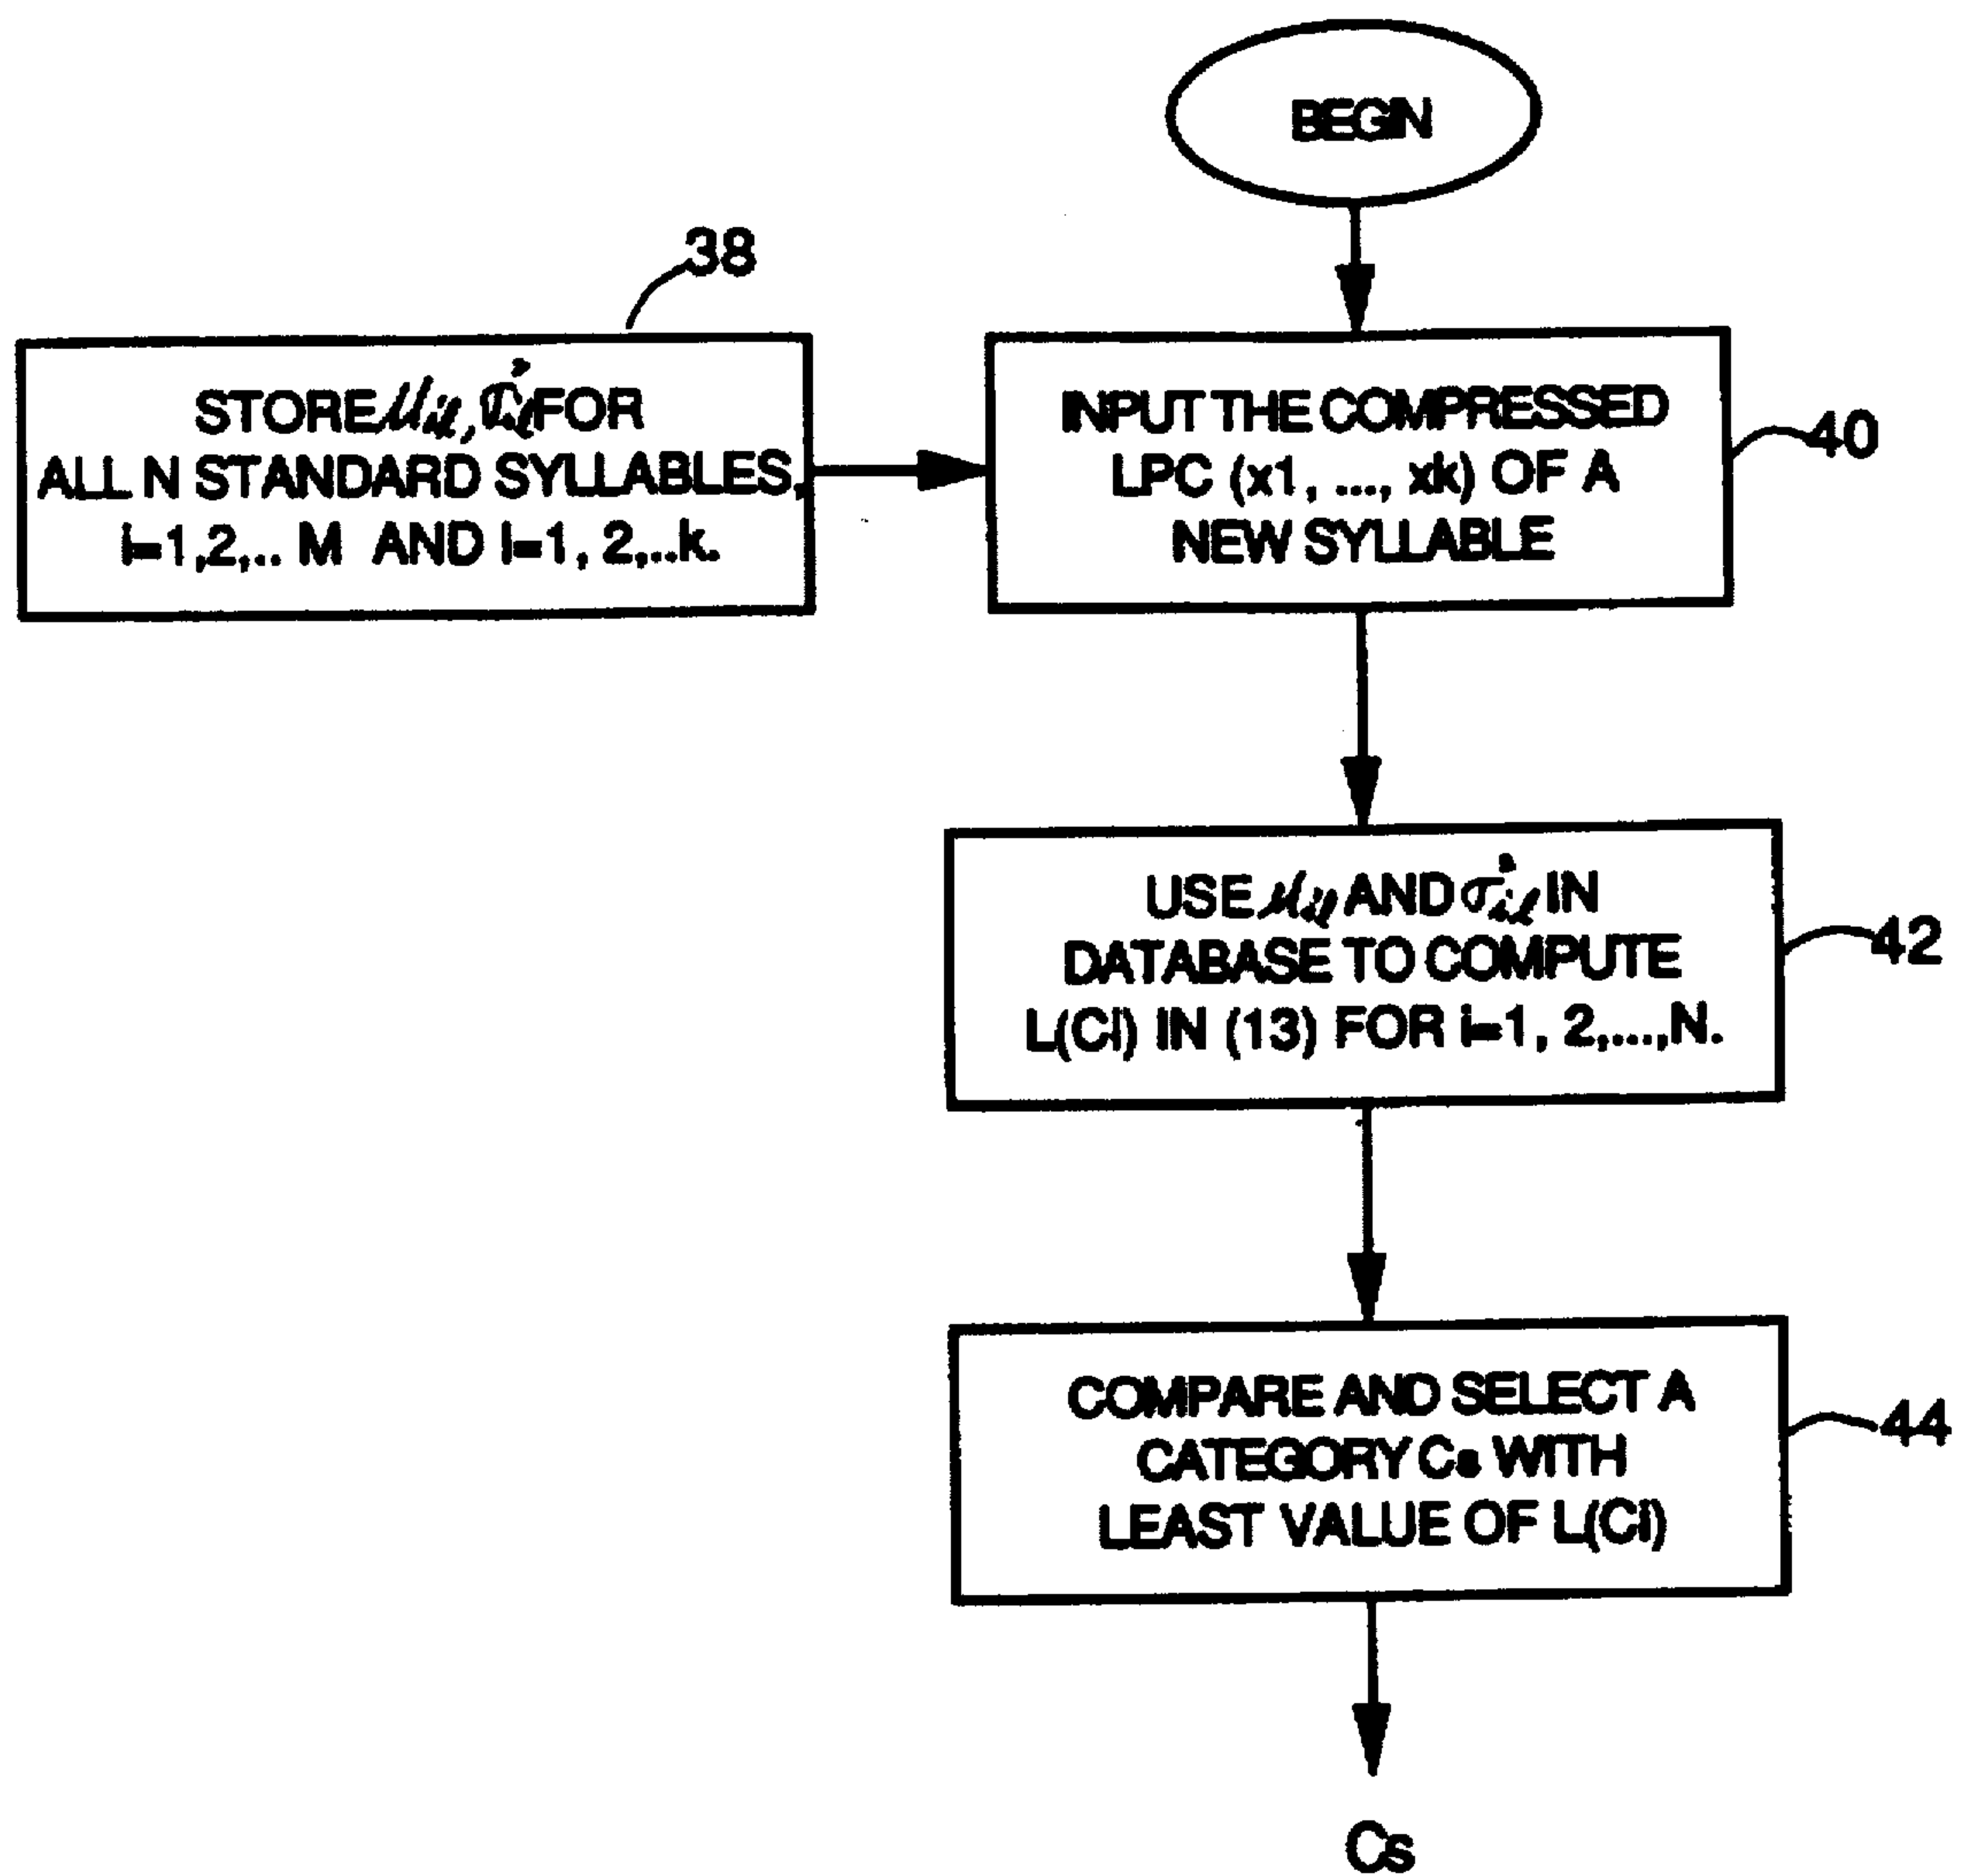 BEGIN
38
STORE μil, FOR
ALL N STANDARD SYLLABLES,
i=1,2,.. M AND l=1, 2,..k.
INPUT THE COMPRESSED
LPC (x1, ..., xk) OF A
NEW SYLLABLE
40
USE μil AND σ²il IN
DATABASE TO COMPUTE
L(Ci) IN (13) FOR i=1, 2,...,N.
42
COMPARE AND SELECT A
CATEGORY Cs WITH
LEAST VALUE OF L(Ci)
44
Cs